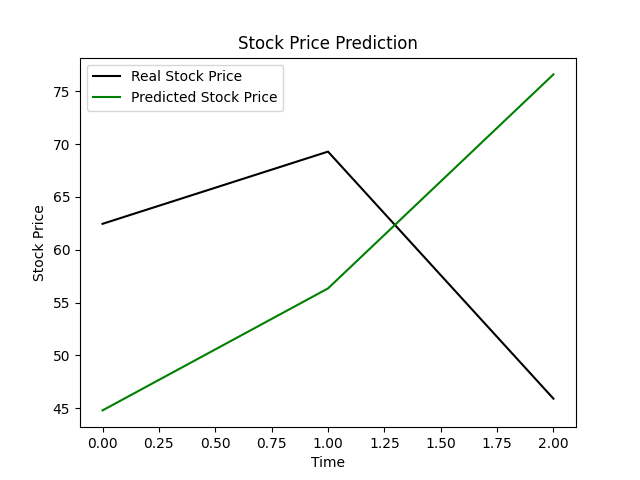 Stock Price Prediction
Real Stock Price
Predicted Stock Price
Stock Price
75
70
65
60
55
50
45
0.00 0.25 0.50 0.75 1.00 1.25 1.50 1.75 2.00
Time